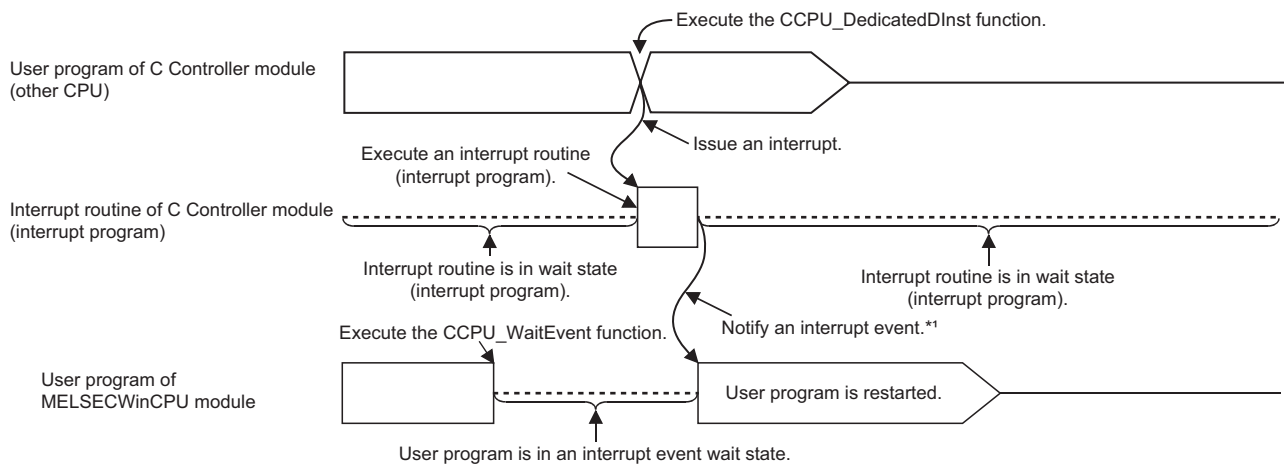 Execute the CCPU_DedicatedDInst function.
User program of C Controller module
(other CPU)
Issue an interrupt.
Execute an interrupt routine
(interrupt program).
Interrupt routine of C Controller module
(interrupt program)
Interrupt routine is in wait state
(interrupt program).
Interrupt routine is in wait state
(interrupt program).
Notify an interrupt event.*¹
Execute the CCPU_WaitEvent function.
User program of
MELSECWinCPU module
User program is restarted.
User program is in an interrupt event wait state.